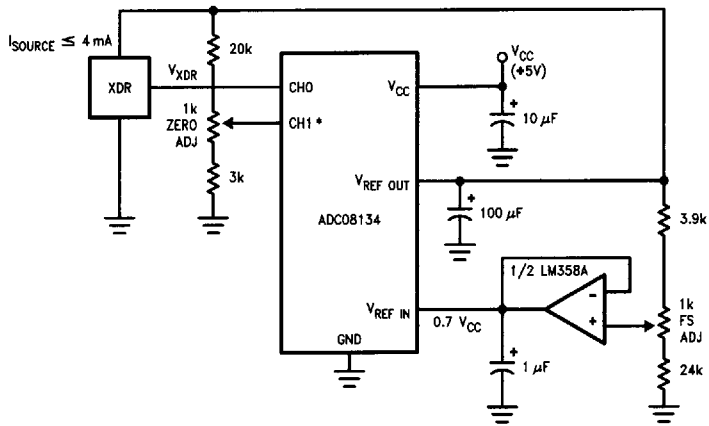 I_SOURCE ≤ 4 mA
XDR
V_XDR
20k
1k
ZERO
ADJ
3k
CH0
CH1 *
ADC08134
V_CC
V_REF OUT
V_REF IN
GND
V_CC
(+5V)
+
10 μF
+
100 μF
3.9k
1/2 LM358A
-
+
0.7 V_CC
+
1 μF
1k
FS
ADJ
24k